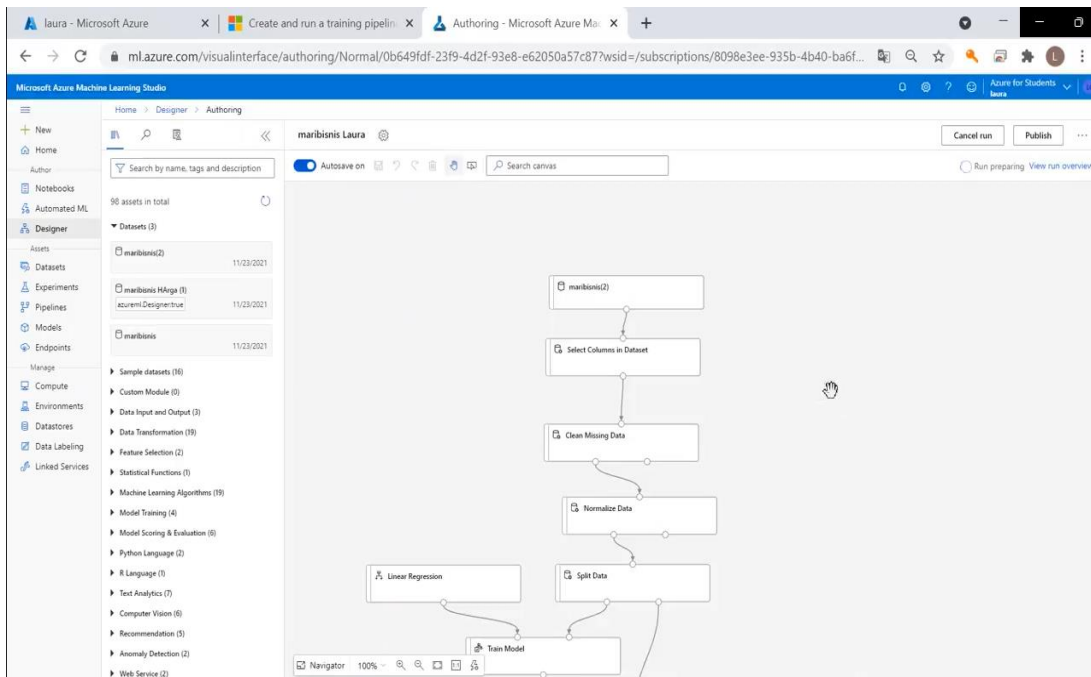 laura - Microsoft Azure
Create and run a training pipelin
Authoring - Microsoft Azure Mac
ml.azure.com/visualinterface/authoring/Normal/0b649fdf-23f9-4d2f-93e8-e62050a57c87?wsid=/subscriptions/8098e3ee-935b-4b40-ba6f...
L
Microsoft Azure Machine Learning Studio
Azure for Students
laura
New
Home
Author
Notebooks
Automated ML
Designer
Assets
Datasets
Experiments
Pipelines
Models
Endpoints
Manage
Compute
Environments
Datastores
Data Labeling
Linked Services
Home > Designer > Authoring
Search by name, tags and description
98 assets in total
Datasets (3)
maribisnis(2)
11/23/2021
maribisnis HArga (1)
azureml.Designer:true
11/23/2021
maribisnis
11/23/2021
Sample datasets (16)
Custom Module (0)
Data Input and Output (3)
Data Transformation (19)
Feature Selection (2)
Statistical Functions (1)
Machine Learning Algorithms (19)
Model Training (4)
Model Scoring & Evaluation (6)
Python Language (2)
R Language (1)
Text Analytics (7)
Computer Vision (6)
Recommendation (5)
Anomaly Detection (2)
Web Service (2)
maribisnis Laura
Cancel run
Publish
Autosave on
Search canvas
Run preparing View run overview
maribisnis(2)
Select Columns in Dataset
Clean Missing Data
Normalize Data
Linear Regression
Split Data
Train Model
Navigator 100%